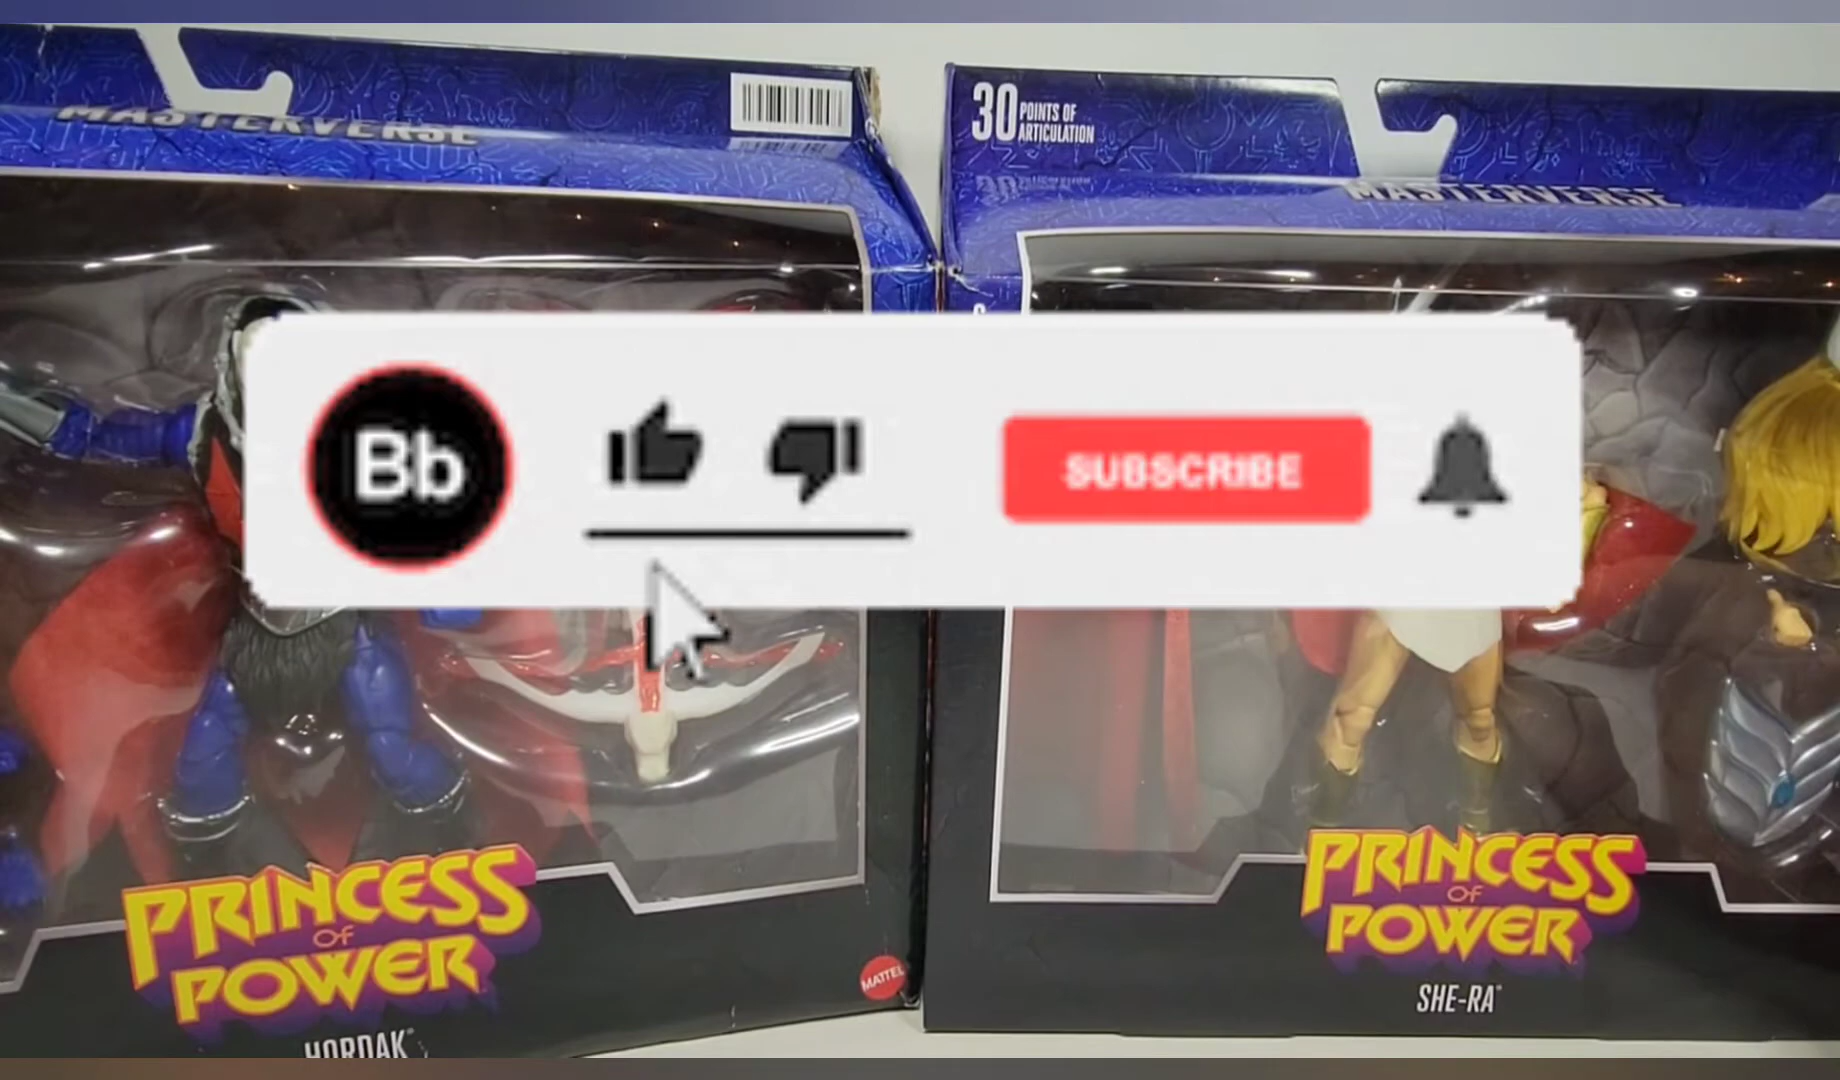 MASTERVERSE
30 POINTS OF
ARTICULATION
MASTERVERSE
Bb
SUBSCRIBE
PRINCESS
OF
POWER
MATTEL
HORDAK
PRINCESS
OF
POWER
SHE-RA